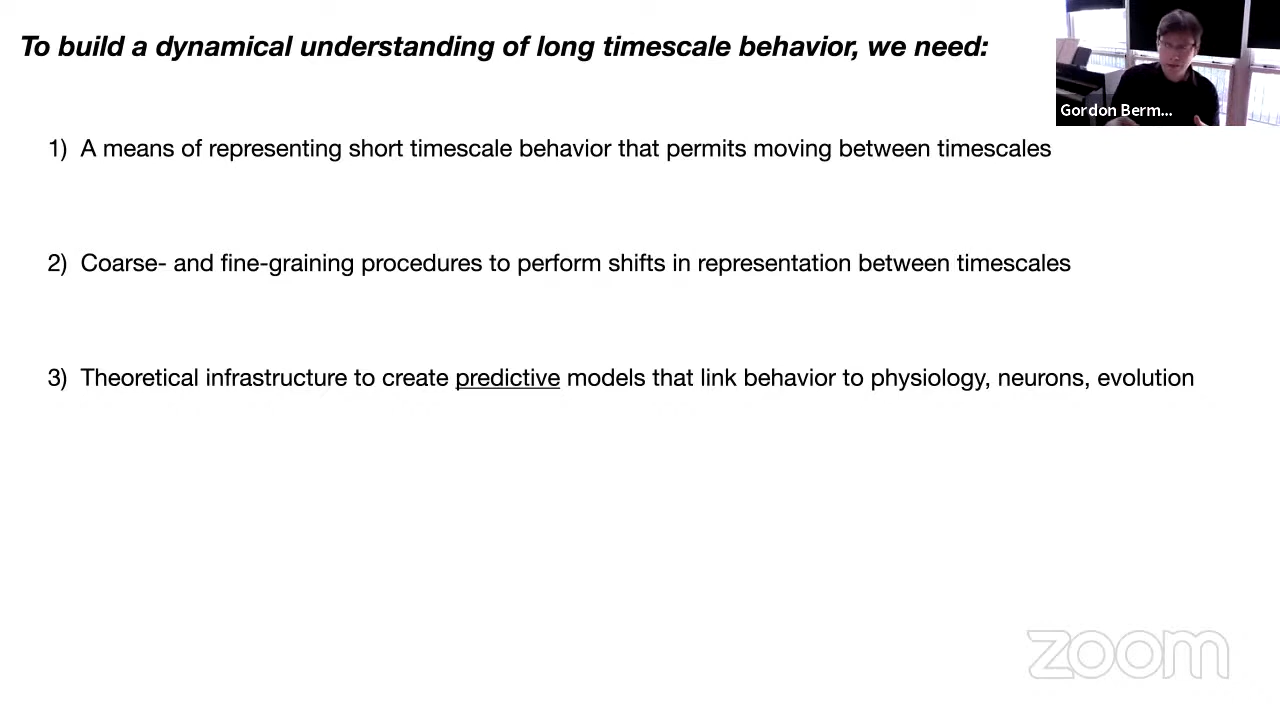 To build a dynamical understanding of long timescale behavior, we need:
Gordon Berm...
1) A means of representing short timescale behavior that permits moving between timescales
2) Coarse- and fine-graining procedures to perform shifts in representation between timescales
3) Theoretical infrastructure to create predictive models that link behavior to physiology, neurons, evolution
zoom